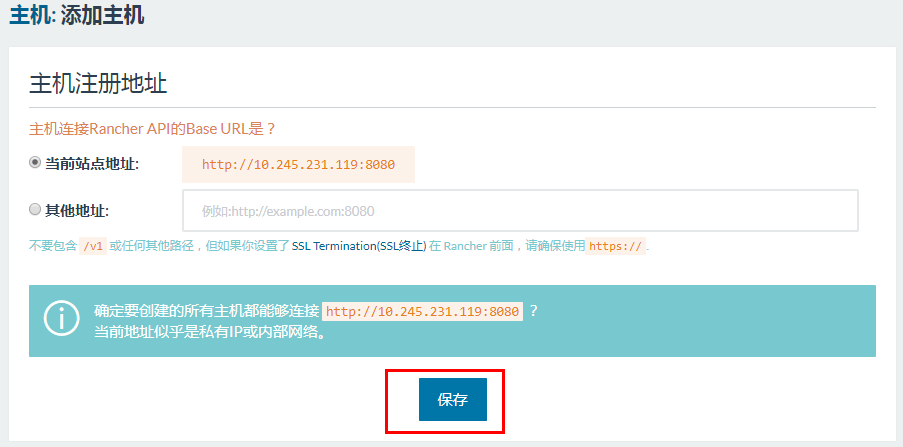 主机: 添加主机
主机注册地址
主机连接Rancher API的Base URL是？
当前站点地址: http://10.245.231.119:8080
其他地址: 例如:http://example.com:8080
不要包含 /v1 或任何其他路径，但如果你设置了 SSL Termination(SSL终止) 在 Rancher 前面，请确保使用 https:// .
确定要创建的所有主机都能够连接 http://10.245.231.119:8080 ？
当前地址似乎是私有IP或内部网络。
保存